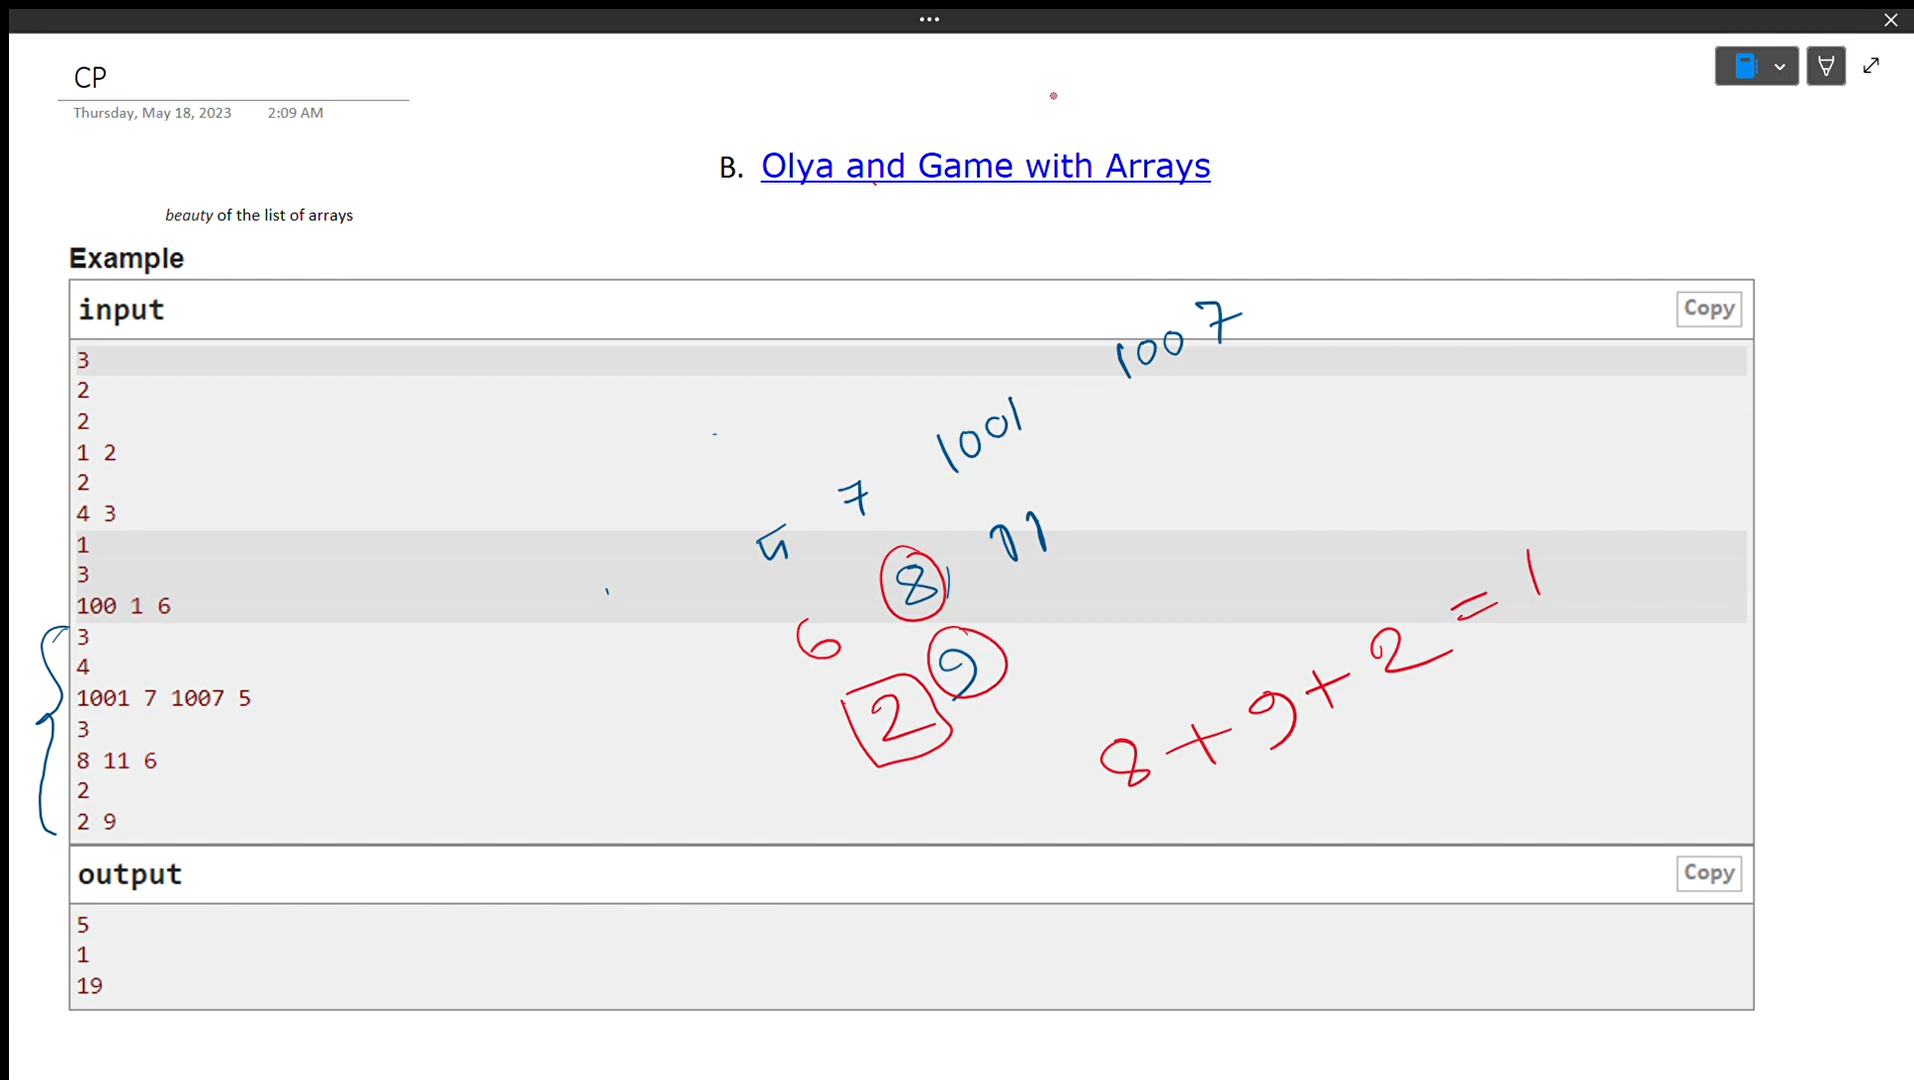 CP
Thursday, May 18, 2023 2:09 AM
B. Olya and Game with Arrays
beauty of the list of arrays
Example
input
Copy
3
2
2
1 2
2
4 3
1
3
100 1 6
3
4
1001 7 1007 5
3
8 11 6
2
2 9
5 7 1001 1007
6 8 11
2 9
8 + 9 + 2 = 1
output
Copy
5
1
19